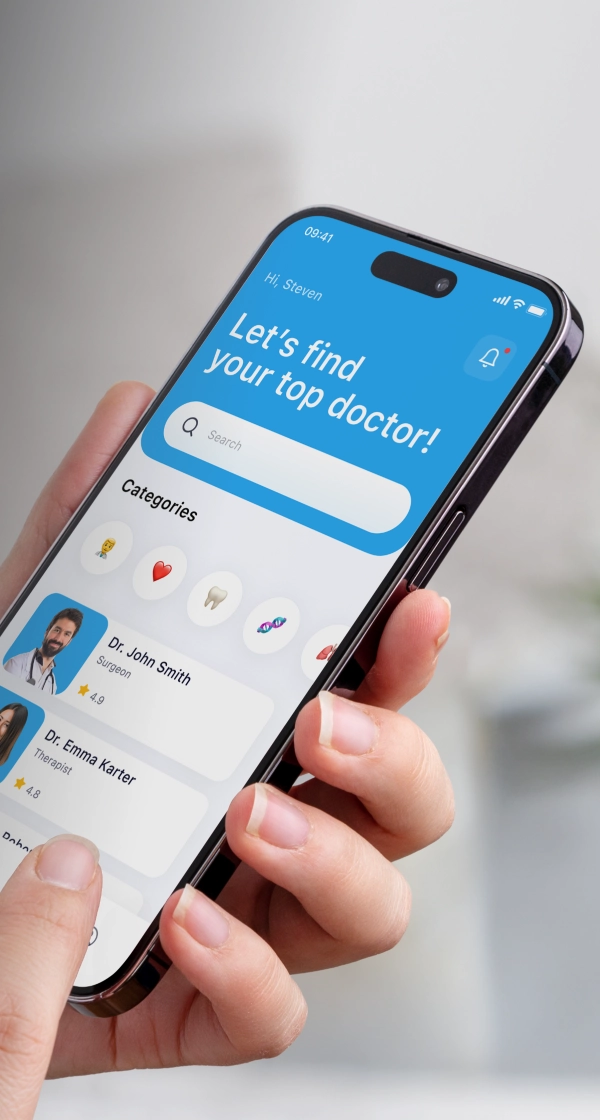 09:41
Hi, Steven
Let's find
your top doctor!
Search
Categories
Dr. John Smith
Surgeon
4.9
Dr. Emma Karter
Therapist
4.8